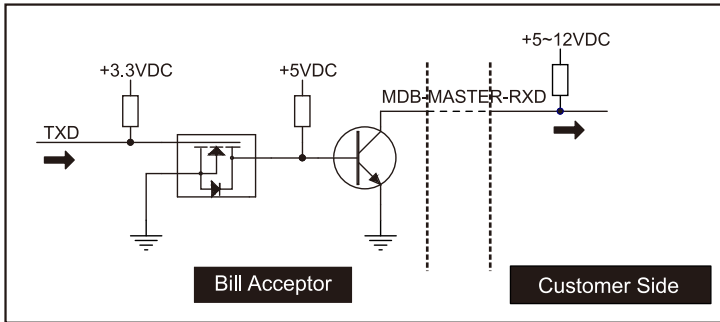 +5~12VDC
+3.3VDC
+5VDC
MDB-MASTER-RXD
TXD
Bill Acceptor
Customer Side